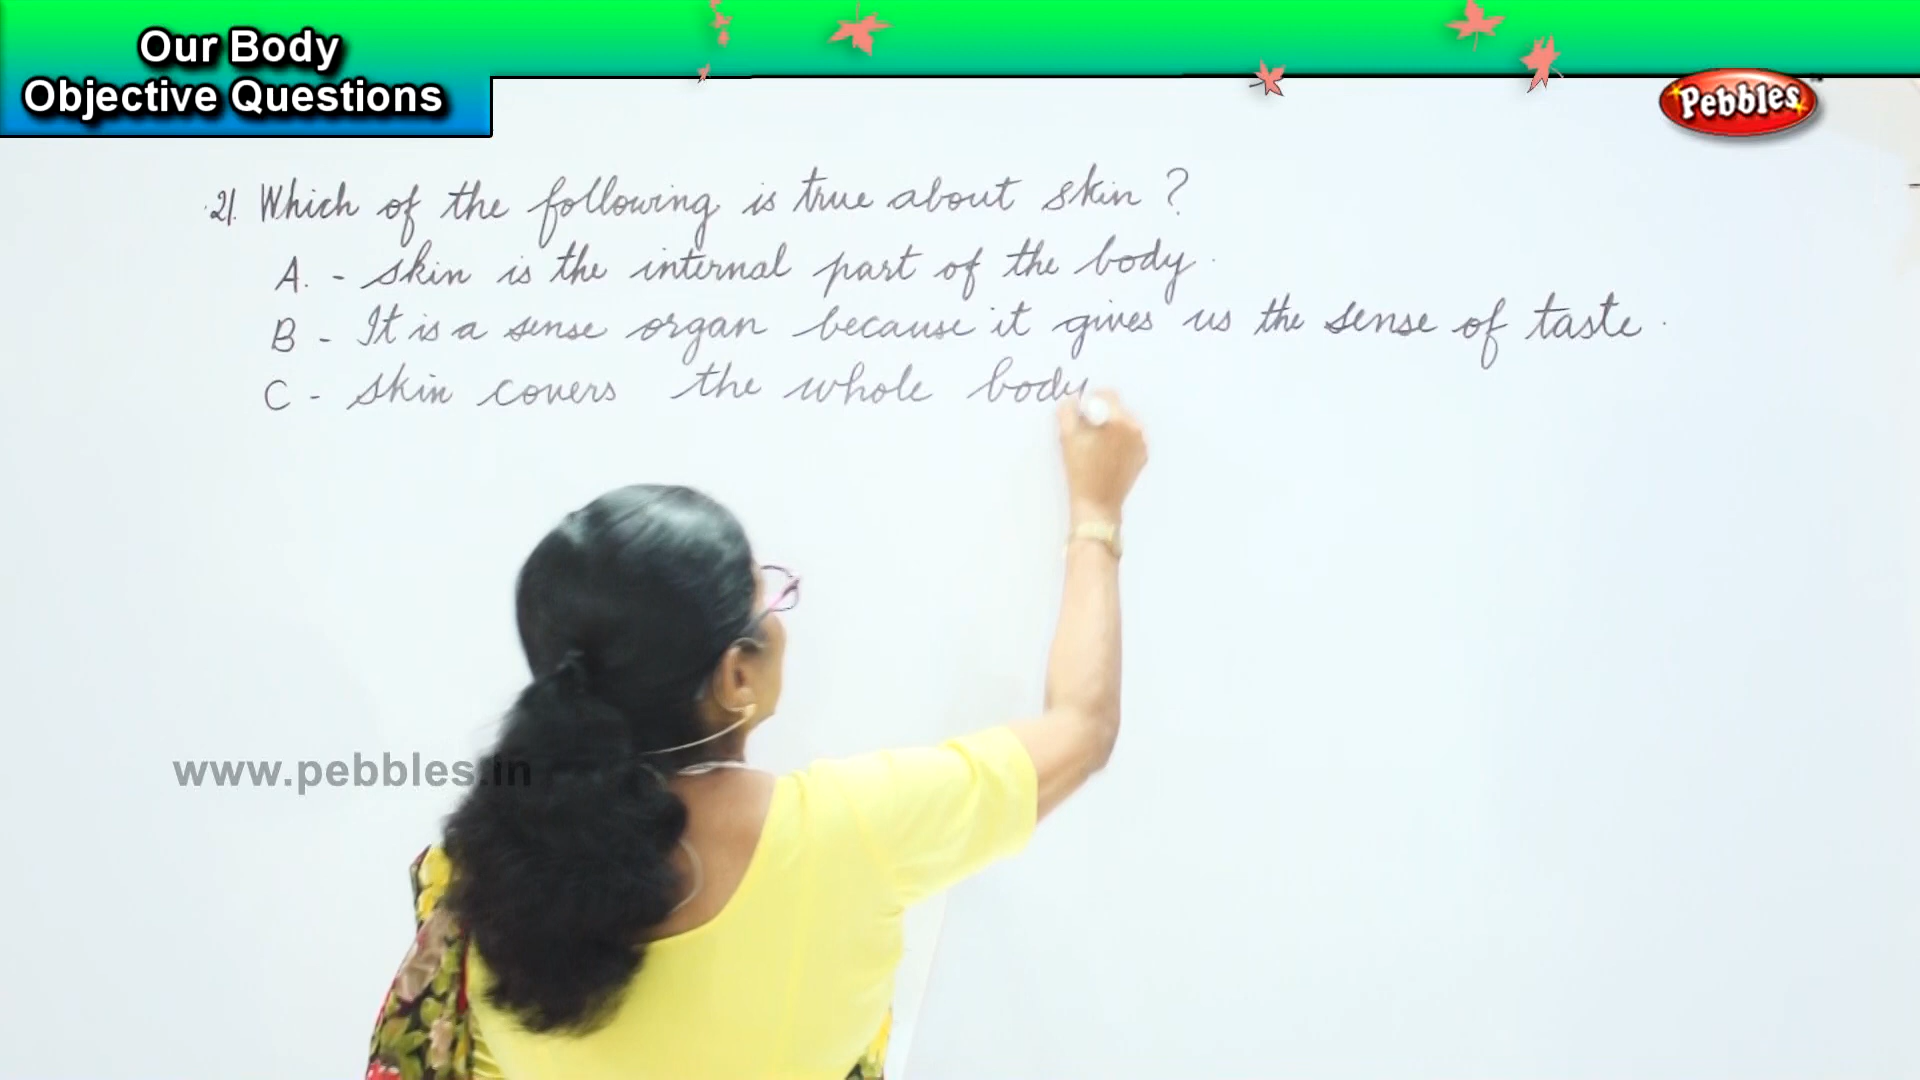 Our Body
Objective Questions
Pebbles
21. Which of the following is true about skin ?
A. - skin is the internal part of the body.
B - It is a sense organ because it gives us the sense of taste.
C - skin covers the whole body
www.pebbles.in